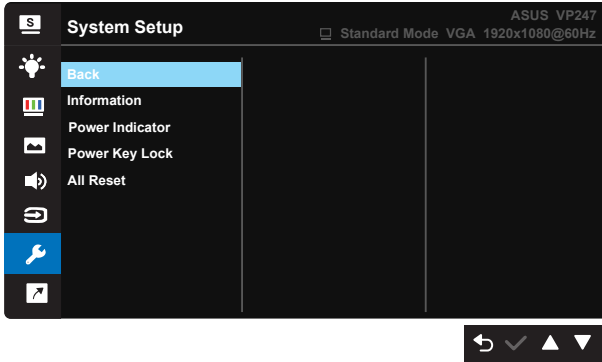 S
System Setup
ASUS VP247
Standard Mode VGA 1920x1080@60Hz
Back
Information
Power Indicator
Power Key Lock
All Reset